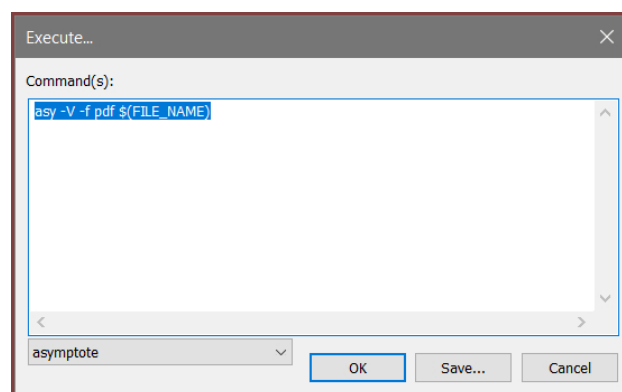 Execute...
Command(s):
asy -V -f pdf $(FILE_NAME)
asymptote
OK
Save...
Cancel